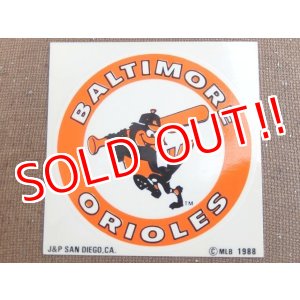 BALTIMORE
SOLD OUT!!
ORIOLES
TM
J&P SAN DIEGO,CA.
© MLB 1988